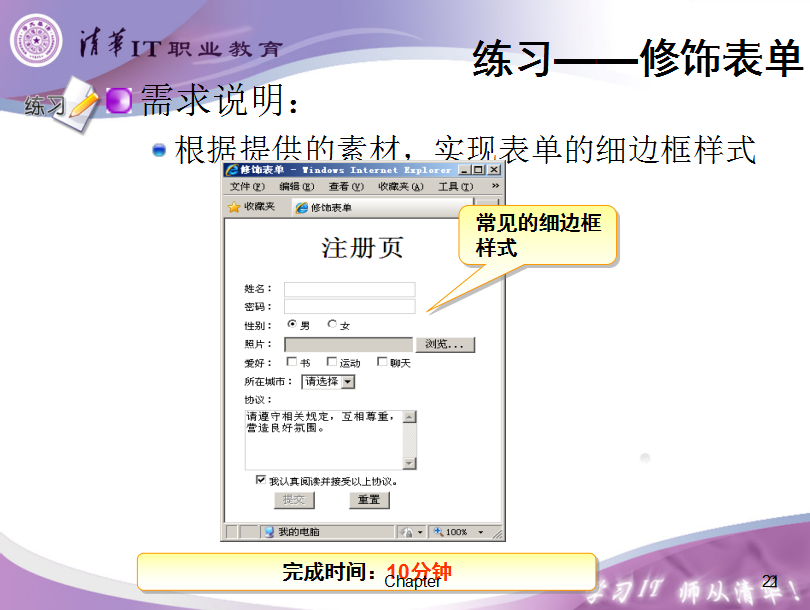 清华IT职业教育
练习——修饰表单
练习
需求说明：
根据提供的素材，实现表单的细边框样式
修饰表单 - Windows Internet Explorer
文件(F) 编辑(E) 查看(V) 收藏夹(A) 工具(T) »
收藏夹 修饰表单
常见的细边框
样式
注册页
姓名：
密码：
性别： 男 女
照片： 浏览...
爱好： 书 运动 聊天
所在城市： 请选择
协议：
请遵守相关规定，互相尊重，
营造良好氛围。
我认真阅读并接受以上协议。
提交 重置
我的电脑 100%
完成时间：10分钟
Chapter
学习IT 师从清华！